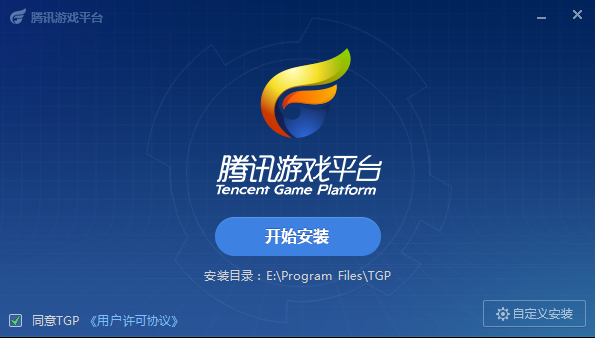 腾讯游戏平台
腾讯游戏平台
Tencent Game Platform
开始安装
安装目录：E:\Program Files\TGP
同意TGP 《用户许可协议》
自定义安装